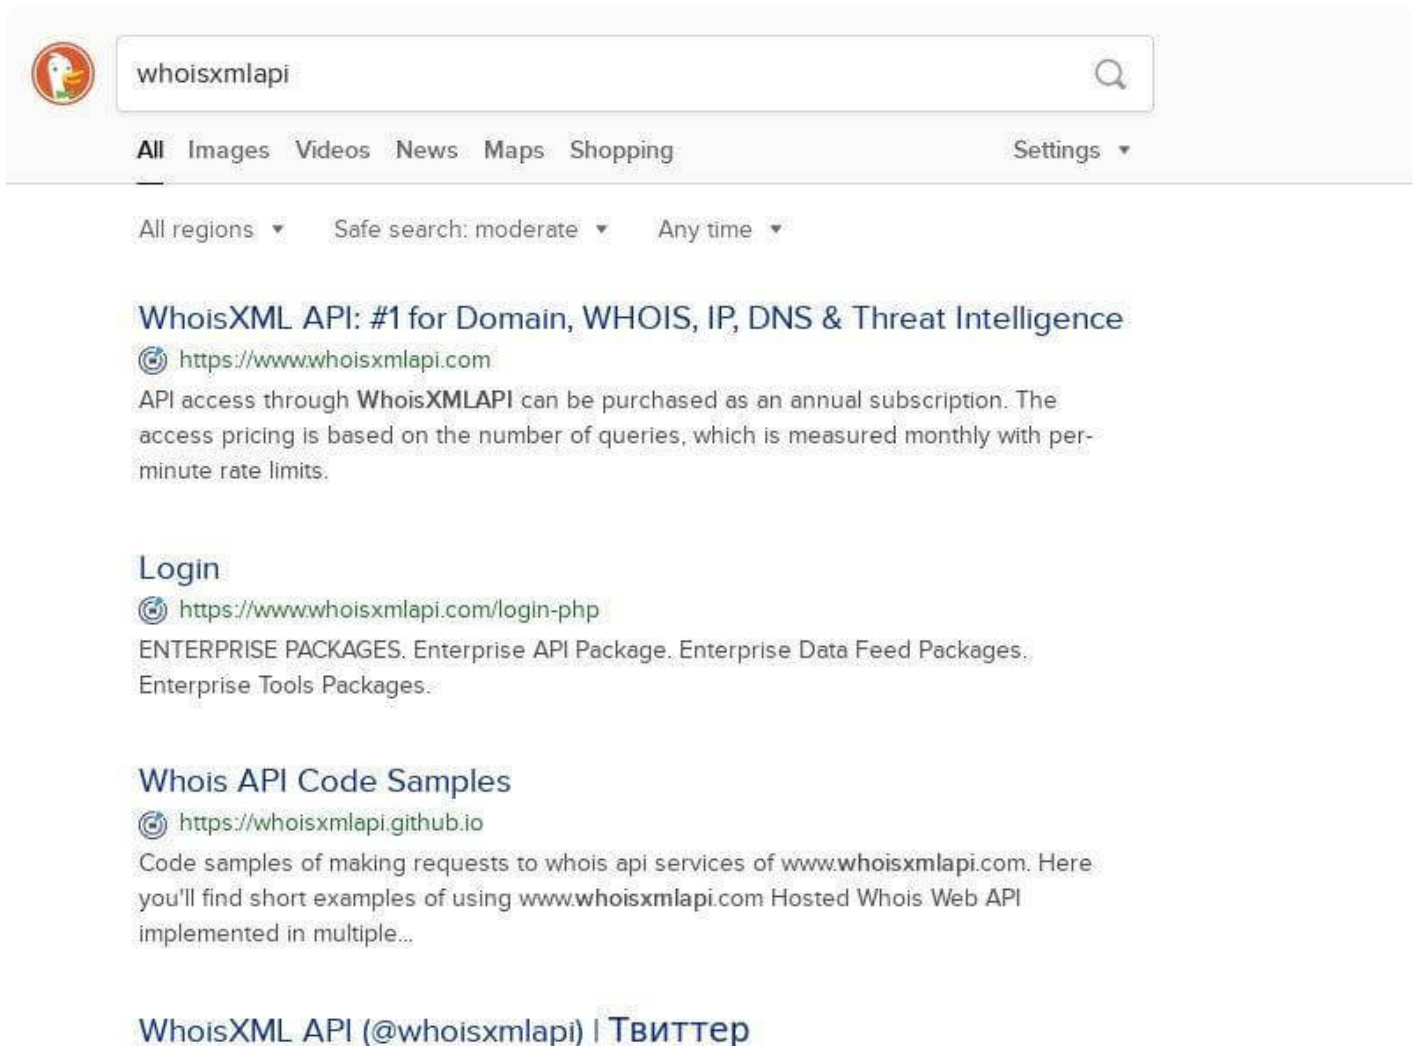 whoisxmlapi
All Images Videos News Maps Shopping Settings
All regions Safe search: moderate Any time
WhoisXML API: #1 for Domain, WHOIS, IP, DNS & Threat Intelligence
https://www.whoisxmlapi.com
API access through WhoisXMLAPI can be purchased as an annual subscription. The
access pricing is based on the number of queries, which is measured monthly with per-
minute rate limits.
Login
https://www.whoisxmlapi.com/login-php
ENTERPRISE PACKAGES. Enterprise API Package. Enterprise Data Feed Packages.
Enterprise Tools Packages.
Whois API Code Samples
https://whoisxmlapi.github.io
Code samples of making requests to whois api services of www.whoisxmlapi.com. Here
you'll find short examples of using www.whoisxmlapi.com Hosted Whois Web API
implemented in multiple...
WhoisXML API (@whoisxmlapi) | Твиттер